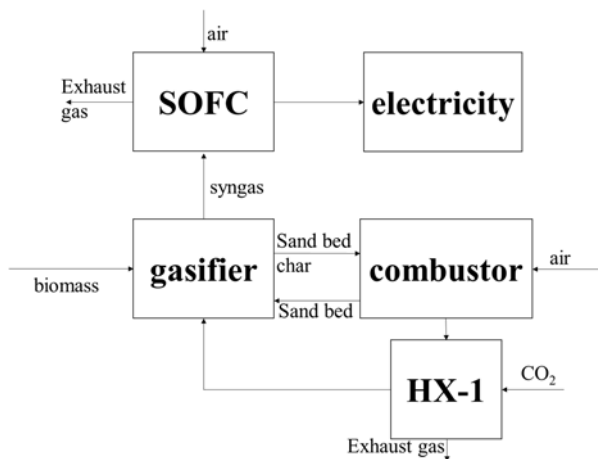 air
Exhaust
gas
SOFC
electricity
syngas
Sand bed
char
gasifier
combustor
biomass
air
Sand bed
CO₂
HX-1
Exhaust gas